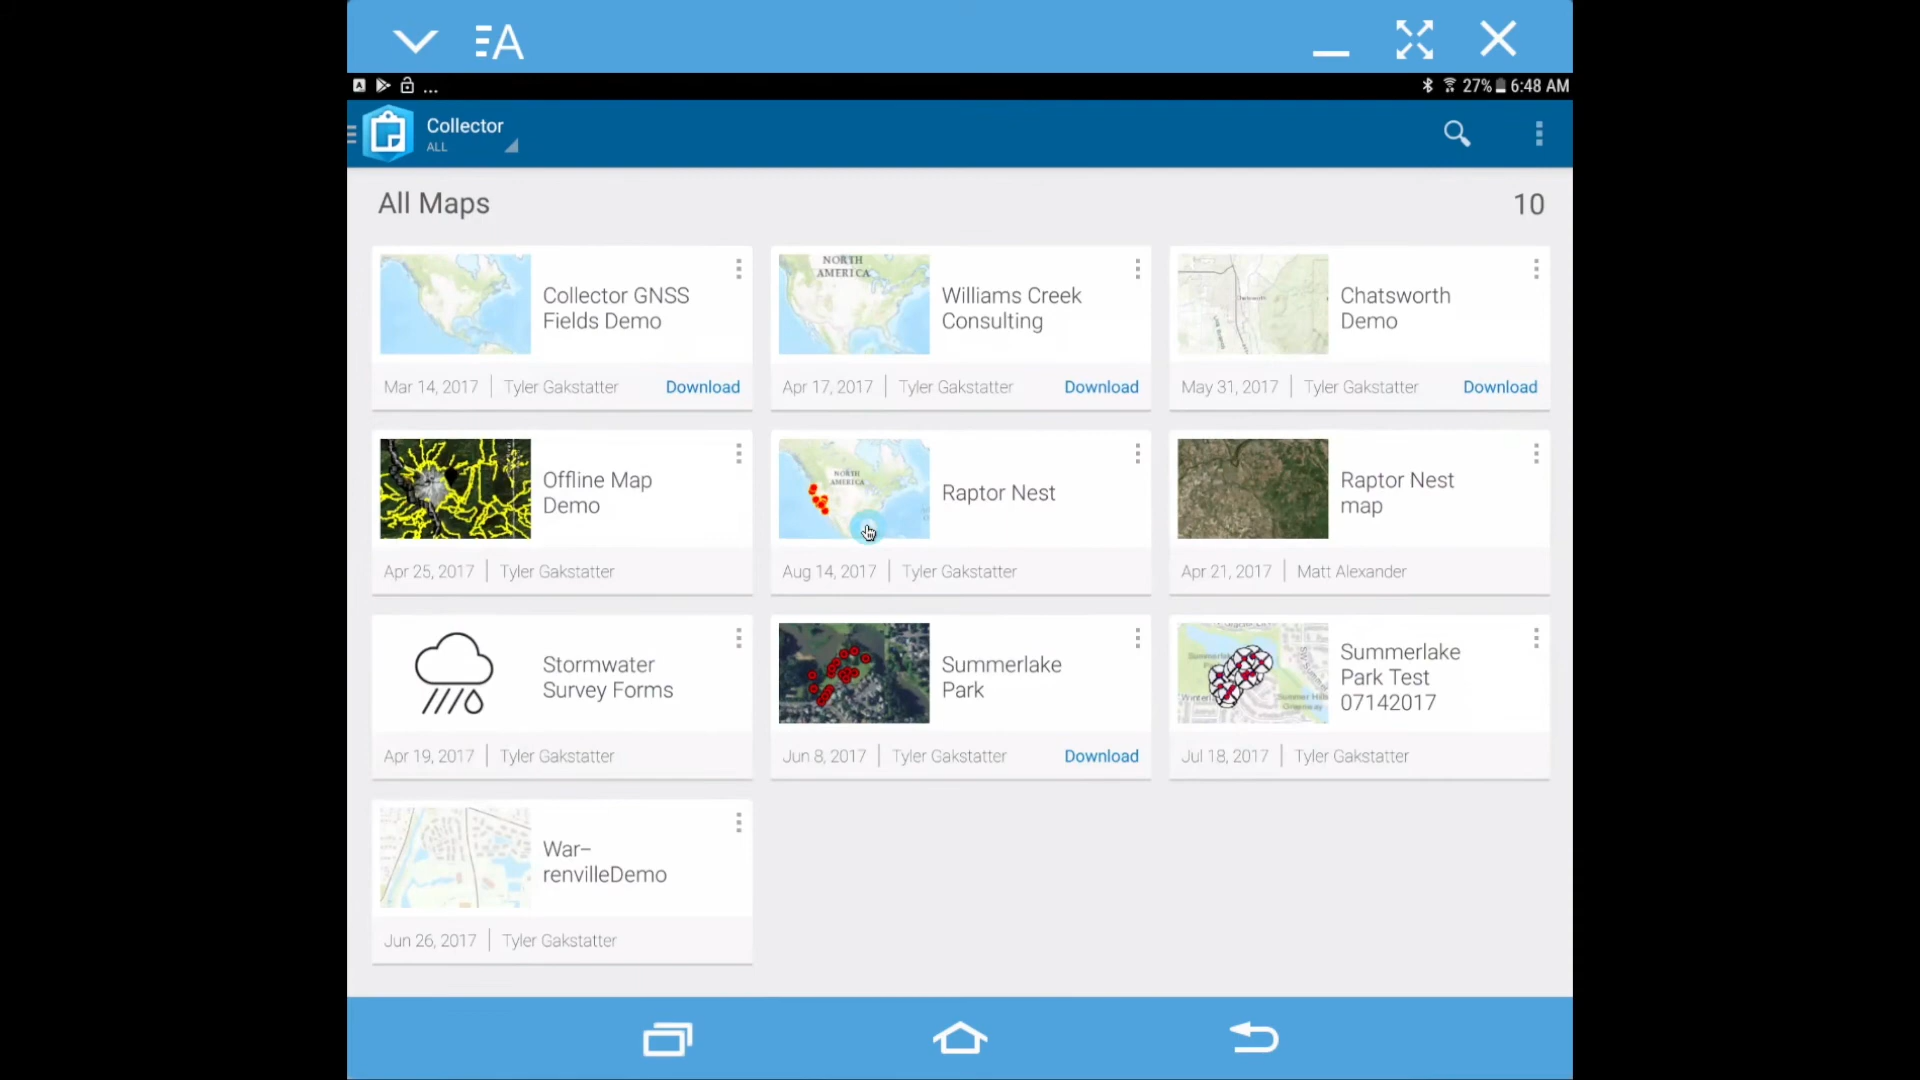 A
... 27% 6:48 AM
Collector
ALL
All Maps 10
NORTH
AMERICA
Collector GNSS
Fields Demo
Williams Creek
Consulting
Chatsworth
Chatsworth
Demo
Mar 14, 2017 | Tyler Gakstatter Download
Apr 17, 2017 | Tyler Gakstatter Download
May 31, 2017 | Tyler Gakstatter Download
Offline Map
Demo
NORTH
AMERICA
Raptor Nest
Raptor Nest
map
Apr 25, 2017 | Tyler Gakstatter
Aug 14, 2017 | Tyler Gakstatter
Apr 21, 2017 | Matt Alexander
Stormwater
Survey Forms
Summerlake
Park
Summerlake
Park Test
07142017
Apr 19, 2017 | Tyler Gakstatter
Jun 8, 2017 | Tyler Gakstatter Download
Jul 18, 2017 | Tyler Gakstatter
War–
renvilleDemo
Jun 26, 2017 | Tyler Gakstatter